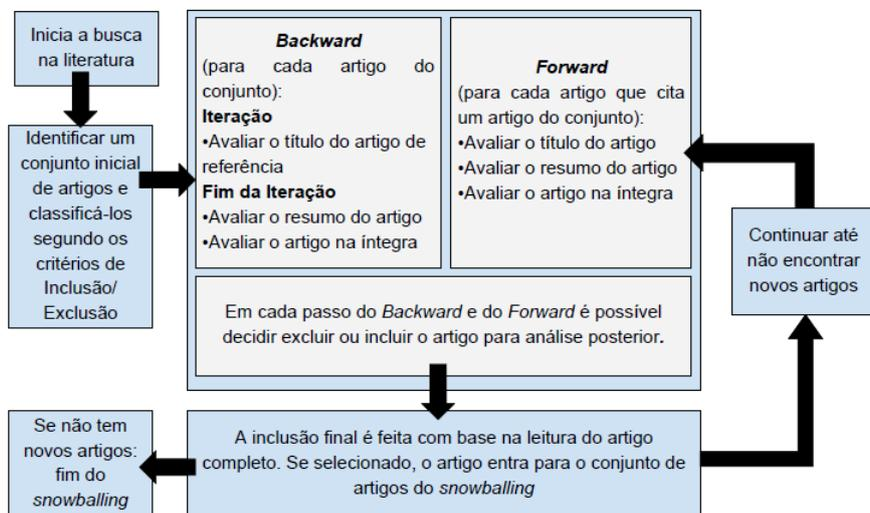 Inicia a busca
na literatura
Identificar um
conjunto inicial
de artigos e
classificá-los
segundo os
critérios de
Inclusão/
Exclusão
Backward
(para cada artigo do
conjunto):
Iteração
•Avaliar o título do artigo de
referência
Fim da Iteração
•Avaliar o resumo do artigo
•Avaliar o artigo na íntegra
Forward
(para cada artigo que cita
um artigo do conjunto):
•Avaliar o título do artigo
•Avaliar o resumo do artigo
•Avaliar o artigo na íntegra
Em cada passo do Backward e do Forward é possível
decidir excluir ou incluir o artigo para análise posterior.
Continuar até
não encontrar
novos artigos
A inclusão final é feita com base na leitura do artigo
completo. Se selecionado, o artigo entra para o conjunto de
artigos do snowballing
Se não tem
novos artigos:
fim do
snowballing